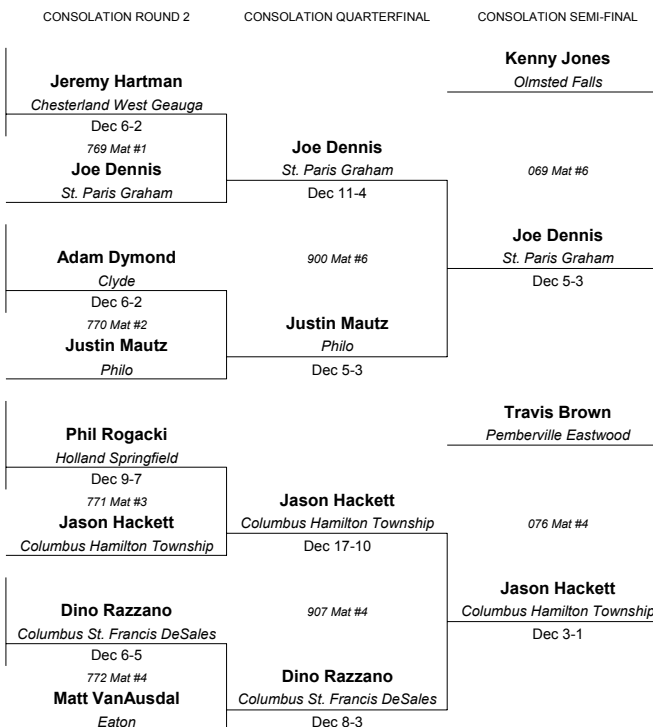 CONSOLATION ROUND 2
CONSOLATION QUARTERFINAL
CONSOLATION SEMI-FINAL
Jeremy Hartman
Chesterland West Geauga
Dec 6-2
769 Mat #1
Joe Dennis
St. Paris Graham
Adam Dymond
Clyde
Dec 6-2
770 Mat #2
Justin Mautz
Philo
Phil Rogacki
Holland Springfield
Dec 9-7
771 Mat #3
Jason Hackett
Columbus Hamilton Township
Dino Razzano
Columbus St. Francis DeSales
Dec 6-5
772 Mat #4
Matt VanAusdal
Eaton
Joe Dennis
St. Paris Graham
Dec 11-4
900 Mat #6
Justin Mautz
Philo
Dec 5-3
Jason Hackett
Columbus Hamilton Township
Dec 17-10
907 Mat #4
Dino Razzano
Columbus St. Francis DeSales
Dec 8-3
Kenny Jones
Olmsted Falls
069 Mat #6
Joe Dennis
St. Paris Graham
Dec 5-3
Travis Brown
Pemberville Eastwood
076 Mat #4
Jason Hackett
Columbus Hamilton Township
Dec 3-1